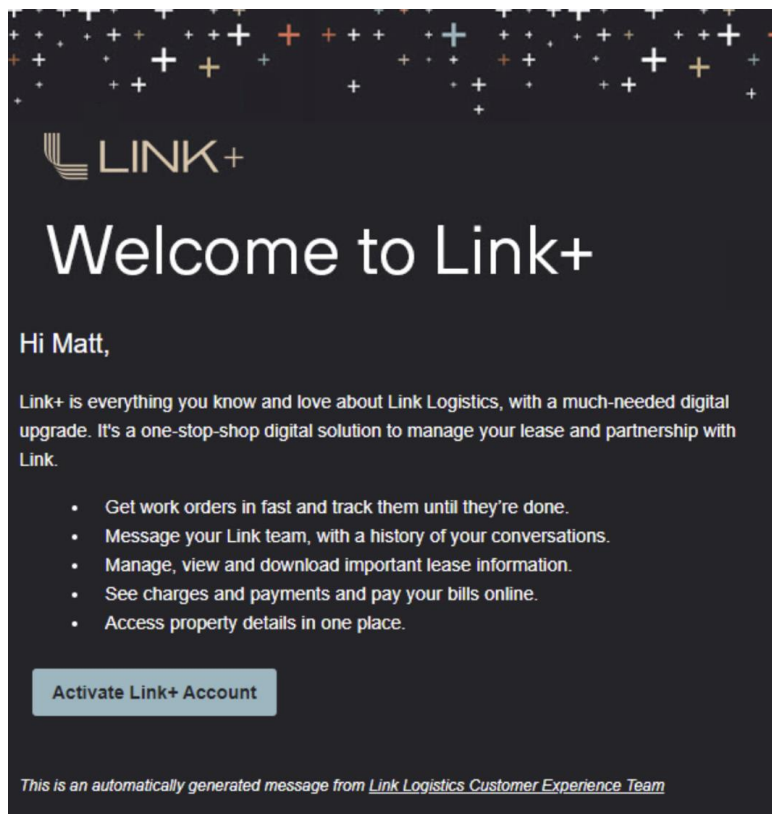 LINK+
Welcome to Link+
Hi Matt,
Link+ is everything you know and love about Link Logistics, with a much-needed digital
upgrade. It's a one-stop-shop digital solution to manage your lease and partnership with
Link.
• Get work orders in fast and track them until they’re done.
• Message your Link team, with a history of your conversations.
• Manage, view and download important lease information.
• See charges and payments and pay your bills online.
• Access property details in one place.
Activate Link+ Account
This is an automatically generated message from Link Logistics Customer Experience Team